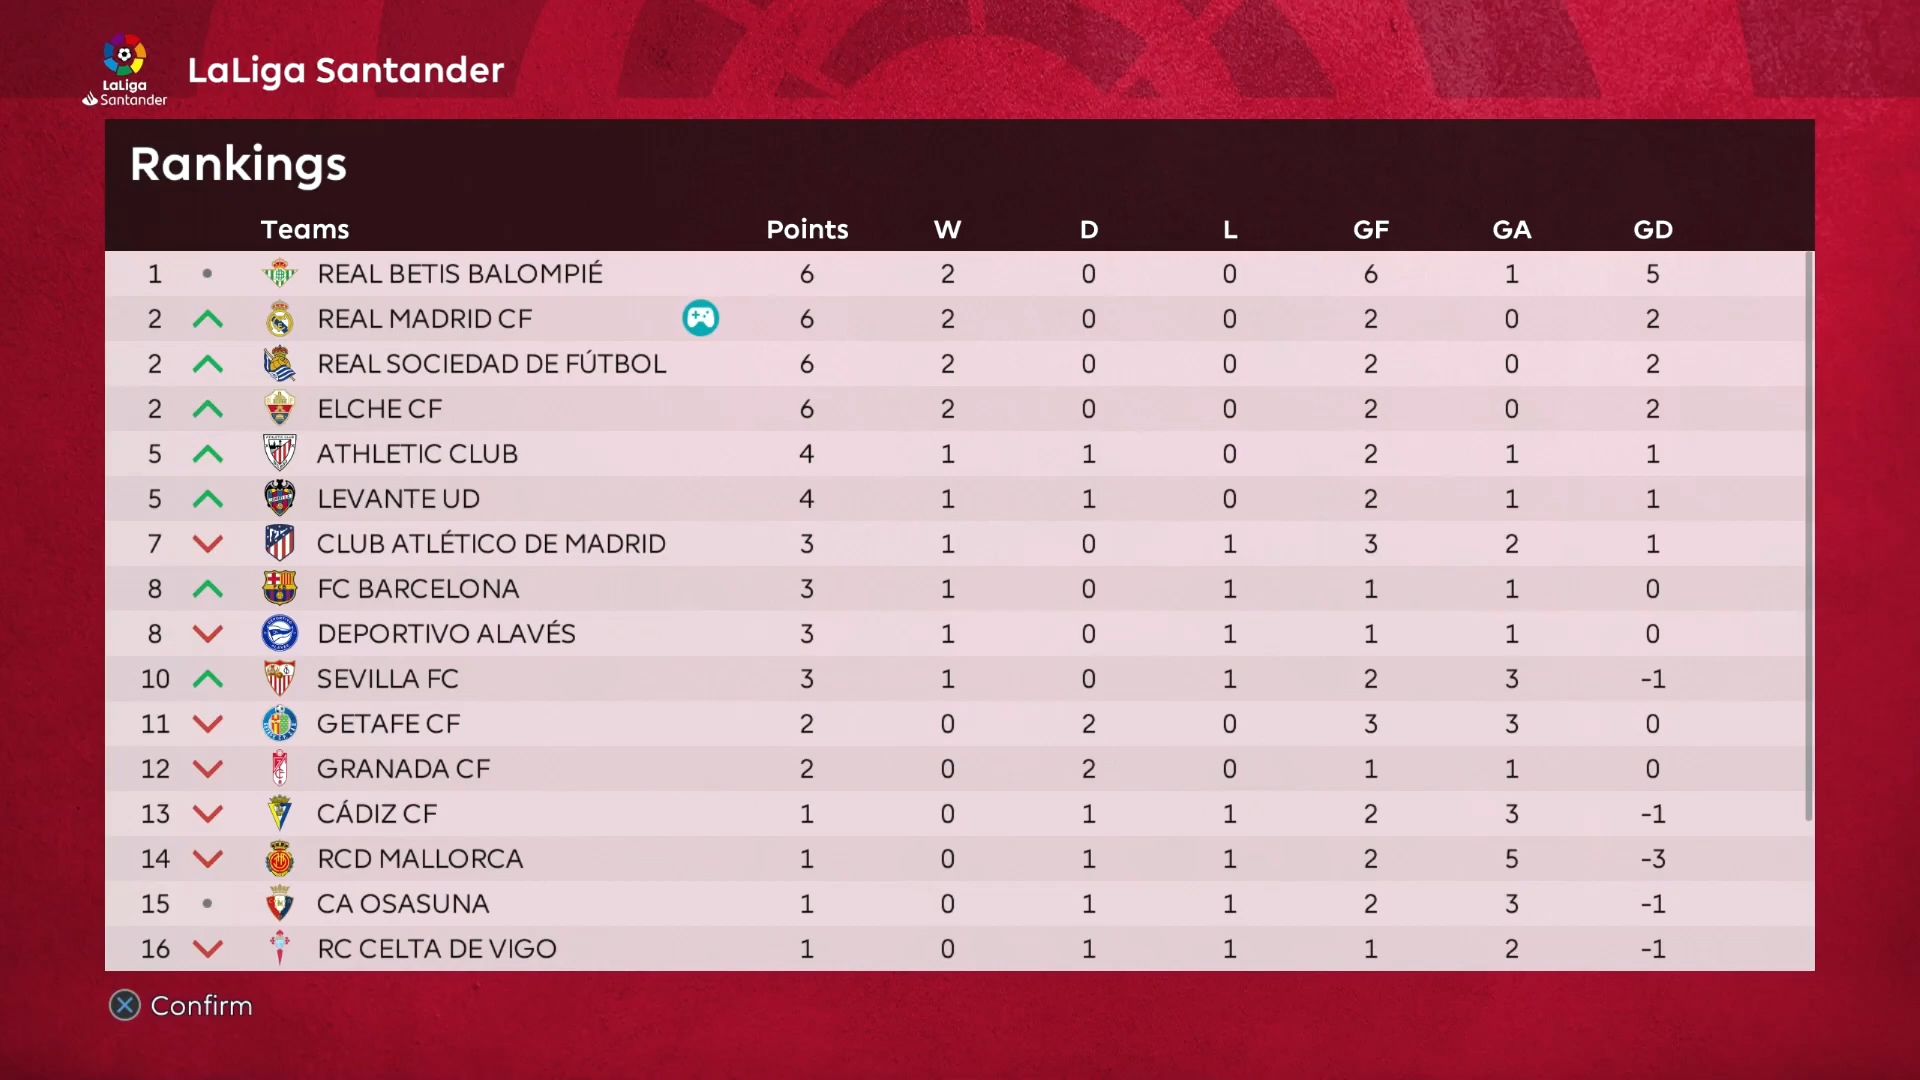 LaLiga
Santander
LaLiga Santander
Rankings
Teams Points W D L GF GA GD
1 REAL BETIS BALOMPIÉ 6 2 0 0 6 1 5
2 REAL MADRID CF 6 2 0 0 2 0 2
2 REAL SOCIEDAD DE FÚTBOL 6 2 0 0 2 0 2
2 ELCHE CF 6 2 0 0 2 0 2
5 ATHLETIC CLUB 4 1 1 0 2 1 1
5 LEVANTE UD 4 1 1 0 2 1 1
7 CLUB ATLÉTICO DE MADRID 3 1 0 1 3 2 1
8 FC BARCELONA 3 1 0 1 1 1 0
8 DEPORTIVO ALAVÉS 3 1 0 1 1 1 0
10 SEVILLA FC 3 1 0 1 2 3 -1
11 GETAFE CF 2 0 2 0 3 3 0
12 GRANADA CF 2 0 2 0 1 1 0
13 CÁDIZ CF 1 0 1 1 2 3 -1
14 RCD MALLORCA 1 0 1 1 2 5 -3
15 CA OSASUNA 1 0 1 1 2 3 -1
16 RC CELTA DE VIGO 1 0 1 1 1 2 -1
Confirm